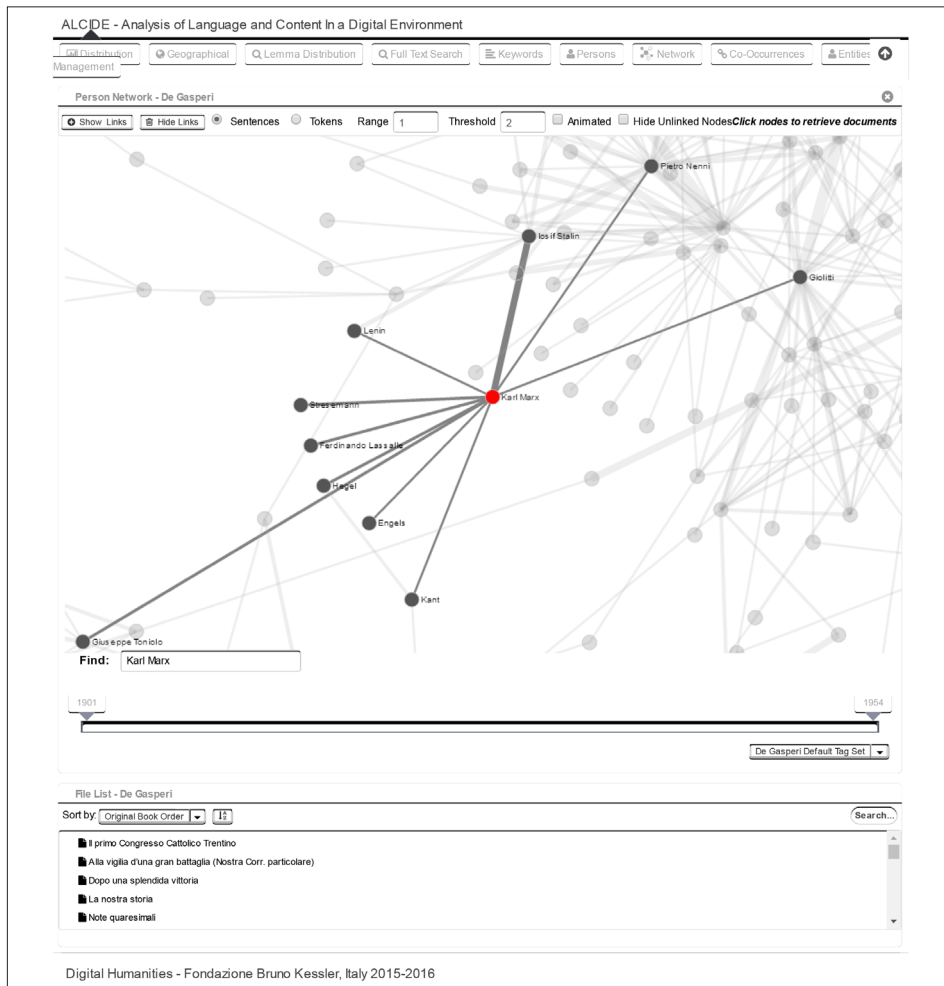 ALCIDE - Analysis of Language and Content In a Digital Environment
Distribution Geographical Lemma Distribution Full Text Search Keywords Persons Network Co-Occurrences Entities
Management
Person Network - De Gasperi
Show Links Hide Links Sentences Tokens Range 1 Threshold 2 Animated Hide Unlinked Nodes Click nodes to retrieve documents
Pietro Nenni
Iosif Stalin
Giolitti
Lenin
Karl Marx
Stresemann
Ferdinando Lassalle
Hegel
Engels
Kant
Giuseppe Toniolo
Find: Karl Marx
1901 1954
De Gasperi Default Tag Set
File List - De Gasperi
Sort by: Original Book Order Search...
Il primo Congresso Cattolico Trentino
Alla vigilia d'una gran battaglia (Nostra Corr. particolare)
Dopo una splendida vittoria
La nostra storia
Note quaresimali
Digital Humanities - Fondazione Bruno Kessler, Italy 2015-2016